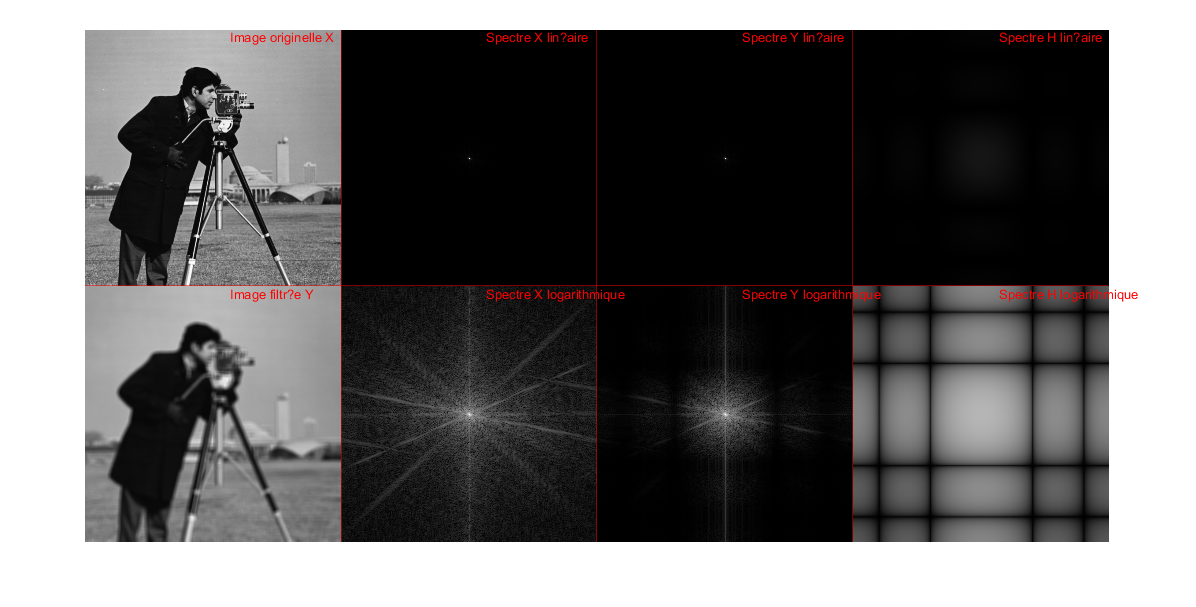 Image originelle X
Spectre X lin?aire
Spectre Y lin?aire
Spectre H lin?aire
Image filtr?e Y
Spectre X logarithmique
Spectre Y logarithmique
Spectre H logarithmique